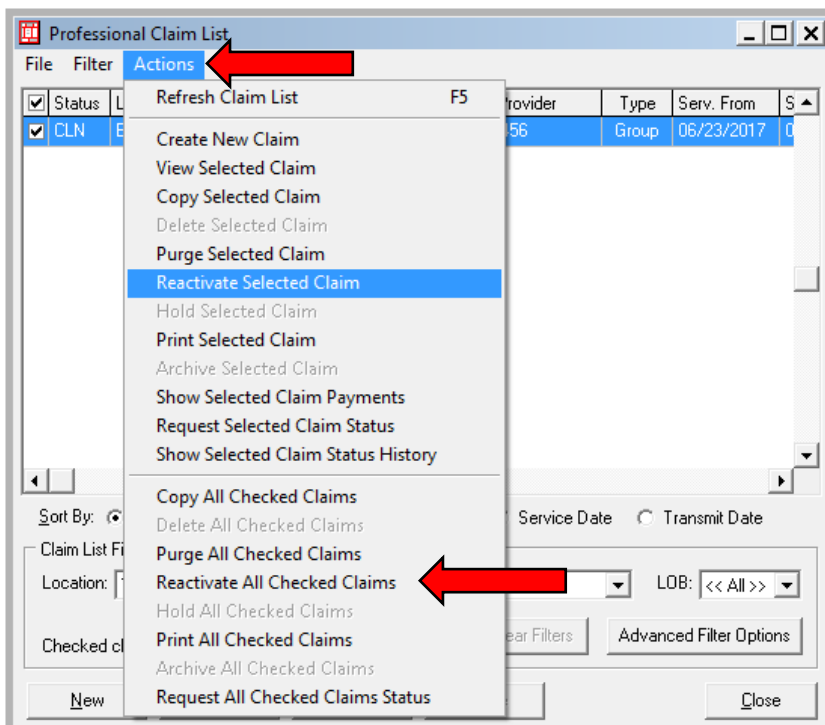 Professional Claim List
File Filter Actions
Refresh Claim List F5
Status Provider Type Serv. From S
CLN 56 Group 06/23/2017 0
Create New Claim
View Selected Claim
Copy Selected Claim
Delete Selected Claim
Purge Selected Claim
Reactivate Selected Claim
Hold Selected Claim
Print Selected Claim
Archive Selected Claim
Show Selected Claim Payments
Request Selected Claim Status
Show Selected Claim Status History
Copy All Checked Claims
Sort By: Service Date Transmit Date
Delete All Checked Claims
Claim List Fi
Purge All Checked Claims
Location: Reactivate All Checked Claims LOB: << All >>
Hold All Checked Claims
Checked cl Print All Checked Claims ear Filters Advanced Filter Options
Archive All Checked Claims
New Request All Checked Claims Status Close